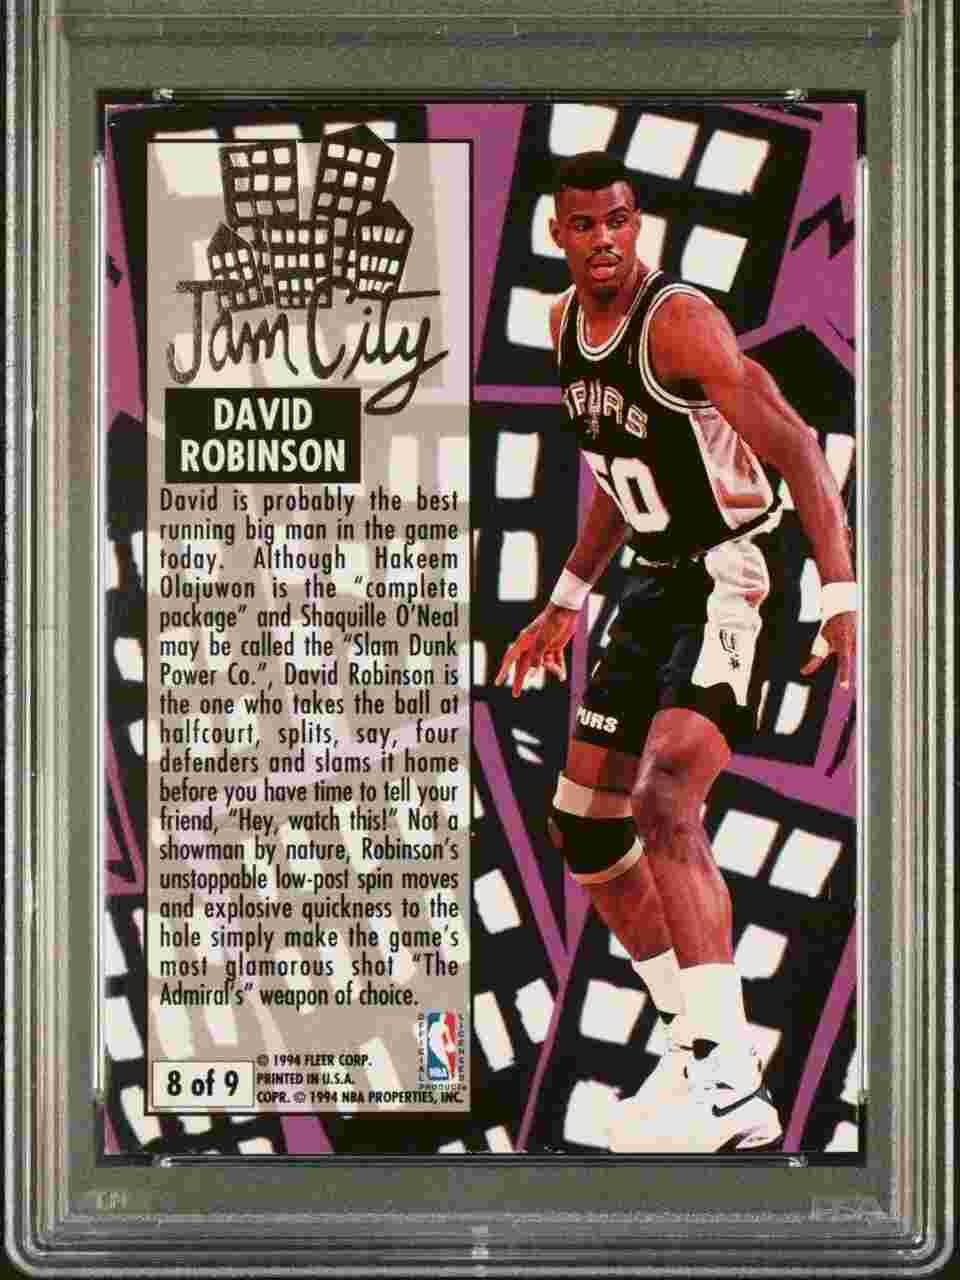 Jam City
DAVID
ROBINSON
David is probably the best
running big man in the game
today. Although Hakeem
Olajuwon is the "complete
package" and Shaquille O'Neal
may be called the "Slam Dunk
Power Co.", David Robinson is
the one who takes the ball at
halfcourt, splits, say, four
defenders and slams it home
before you have time to tell your
friend, "Hey, watch this!" Not a
showman by nature, Robinson's
unstoppable low-post spin moves
and explosive quickness to the
hole simply make the game's
most glamorous shot "The
Admiral's" weapon of choice.
8 of 9
© 1994 FLEER CORP.
PRINTED IN U.S.A.
COPR. © 1994 NBA PROPERTIES, INC.
OFFICIAL
LICENSED
NBA
PRODUCT
SPURS
50
PURS